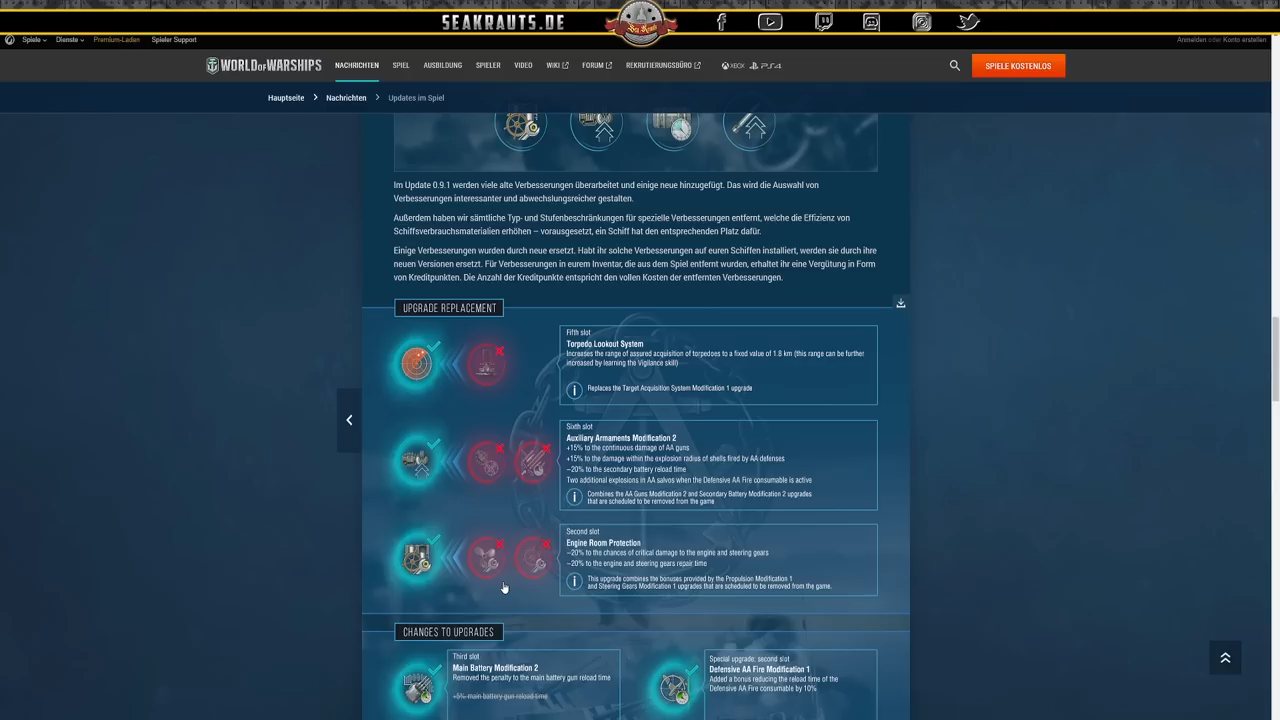 SEAKRAUTS.DE
Spiele
Dienste
Premium-Laden
Spieler Support
Anmelden oder Konto erstellen
WORLD OF WARSHIPS
NACHRICHTEN
SPIEL
AUSBILDUNG
SPIELER
VIDEO
WIKI
FORUM
REKRUTIERUNGSBÜRO
XBOX
PS4
SPIELE KOSTENLOS
Hauptseite
Nachrichten
Updates im Spiel
Im Update 0.9.1 werden viele alte Verbesserungen überarbeitet und einige neue hinzugefügt. Das wird die Auswahl von
Verbesserungen interessanter und abwechslungsreicher gestalten.
Außerdem haben wir sämtliche Typ- und Stufenbeschränkungen für spezielle Verbesserungen entfernt, welche die Effizienz von
Schiffsverbrauchsmaterialien erhöhen – vorausgesetzt, ein Schiff hat den entsprechenden Platz dafür.
Einige Verbesserungen wurden durch neue ersetzt. Habt ihr solche Verbesserungen auf euren Schiffen installiert, werden sie durch ihre
neuen Versionen ersetzt. Für Verbesserungen in eurem Inventar, die aus dem Spiel entfernt wurden, erhaltet ihr eine Vergütung in Form
von Kreditpunkten. Die Anzahl der Kreditpunkte entspricht den vollen Kosten der entfernten Verbesserungen.
UPGRADE REPLACEMENT
Fifth slot
Torpedo Lookout System
Increases the range of assured acquisition of torpedoes to a fixed value of 1.8 km (this range can be further
increased by learning the Vigilance skill)
Replaces the Target Acquisition System Modification 1 upgrade
Sixth slot
Auxiliary Armaments Modification 2
+15% to the continuous damage of AA guns
+15% to the damage within the explosion radius of shells fired by AA defenses
–20% to the secondary battery reload time
Two additional explosions in AA salvos when the Defensive AA Fire consumable is active
Combines the AA Guns Modification 2 and Secondary Battery Modification 2 upgrades
that are scheduled to be removed from the game
Second slot
Engine Room Protection
–20% to the chances of critical damage to the engine and steering gears
–20% to the engine and steering gears repair time
This upgrade combines the bonuses provided by the Propulsion Modification 1
and Steering Gears Modification 1 upgrades that are scheduled to be removed from the game.
CHANGES TO UPGRADES
Third slot
Main Battery Modification 2
Removed the penalty to the main battery gun reload time
+5% main battery gun reload time
Special upgrade: second slot
Defensive AA Fire Modification 1
Added a bonus reducing the reload time of the
Defensive AA Fire consumable by 10%